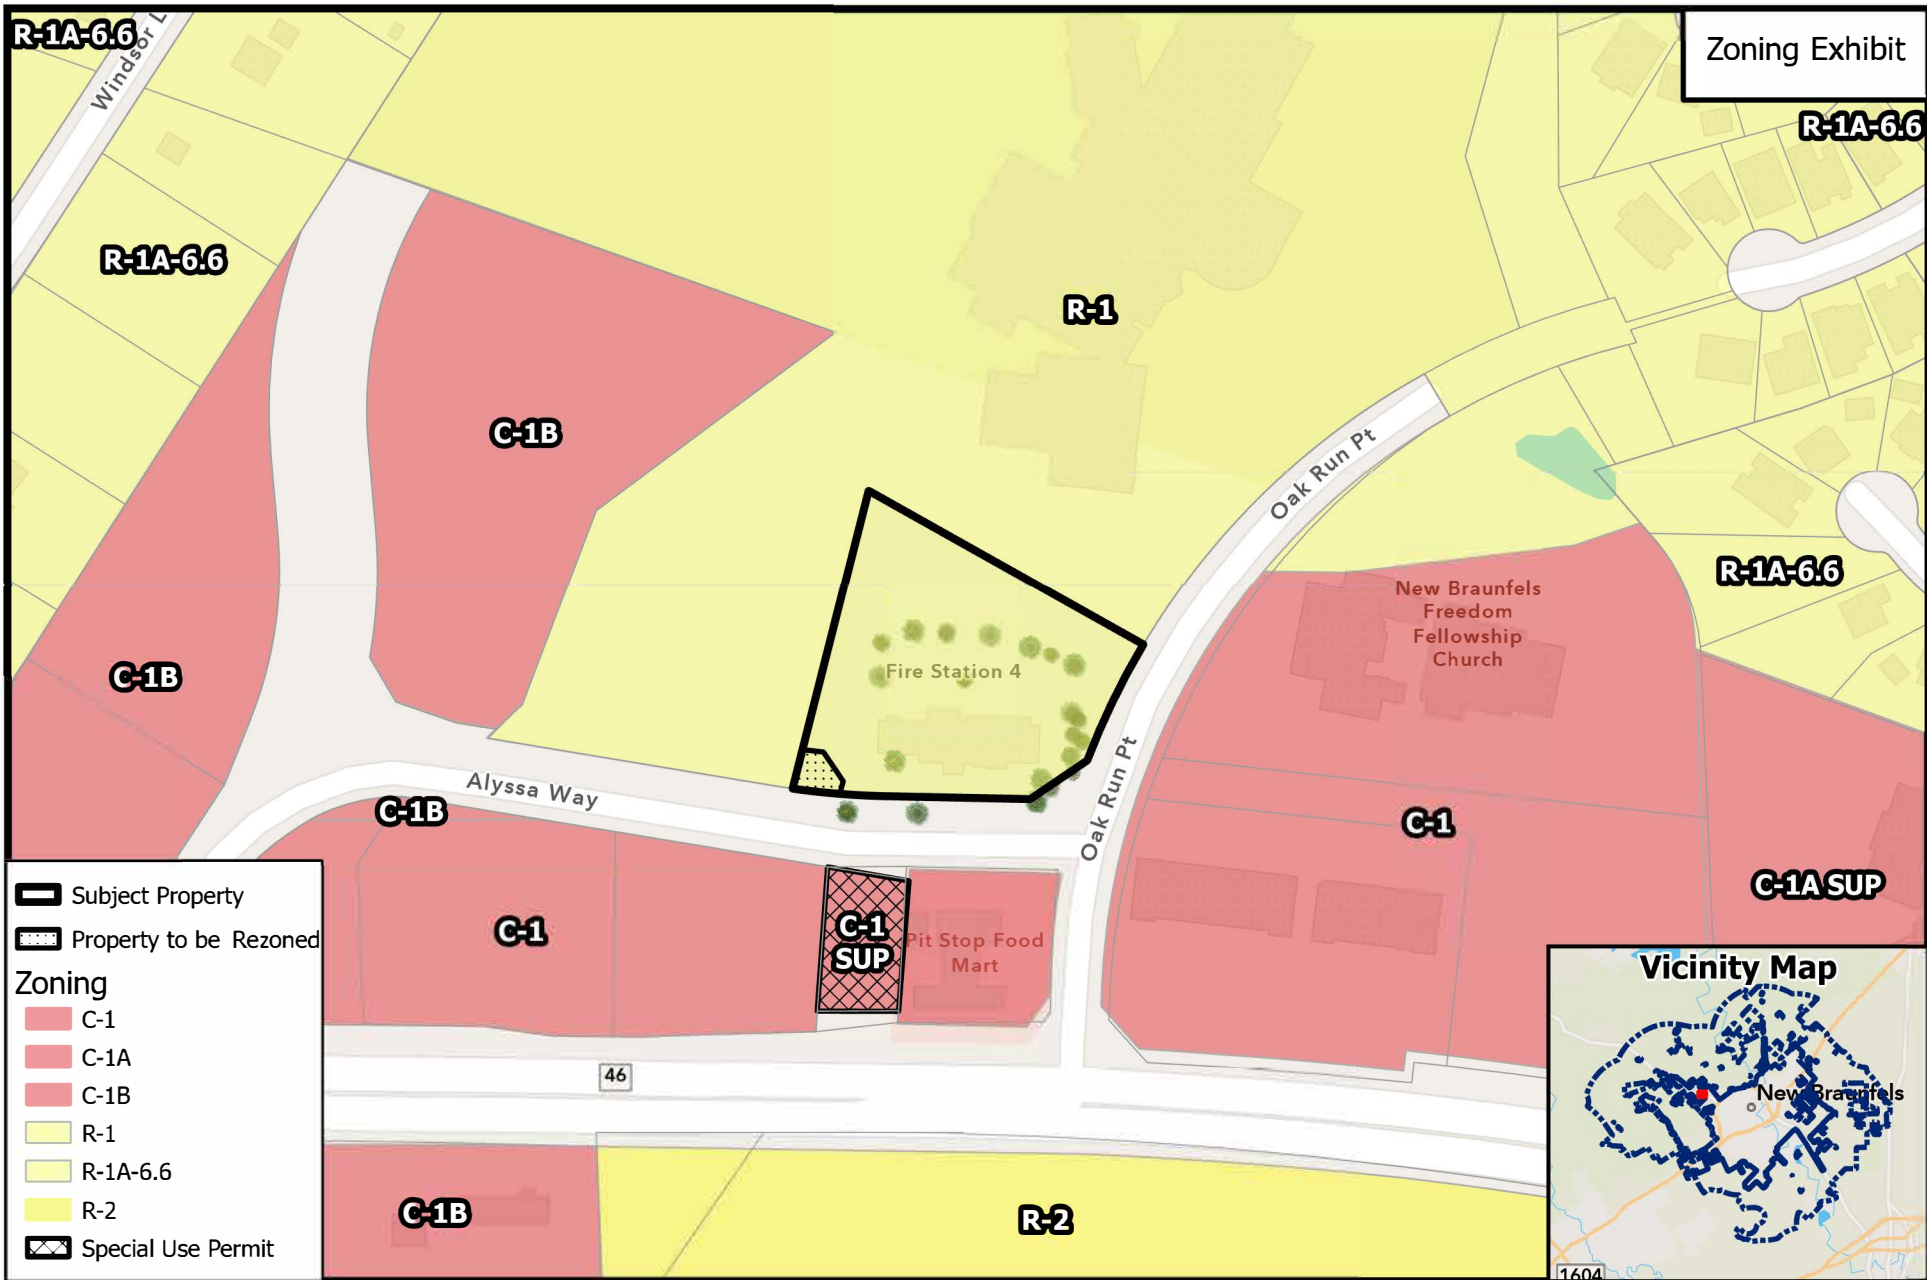 R-1A-6.6
Windsor L
Zoning Exhibit
R-1A-6.6
R-1A-6.6
R-1
C-1B
Oak Run Pt
New Braunfels
Freedom
Fellowship
Church
R-1A-6.6
Fire Station 4
C-1B
Alyssa Way
Oak Run Pt
C-1B
C-1
C-1A SUP
C-1
C-1
SUP
Pit Stop Food
Mart
46
C-1B
R-2
Subject Property
Property to be Rezoned
Zoning
C-1
C-1A
C-1B
R-1
R-1A-6.6
R-2
Special Use Permit
Vicinity Map
New Braunfels
1604